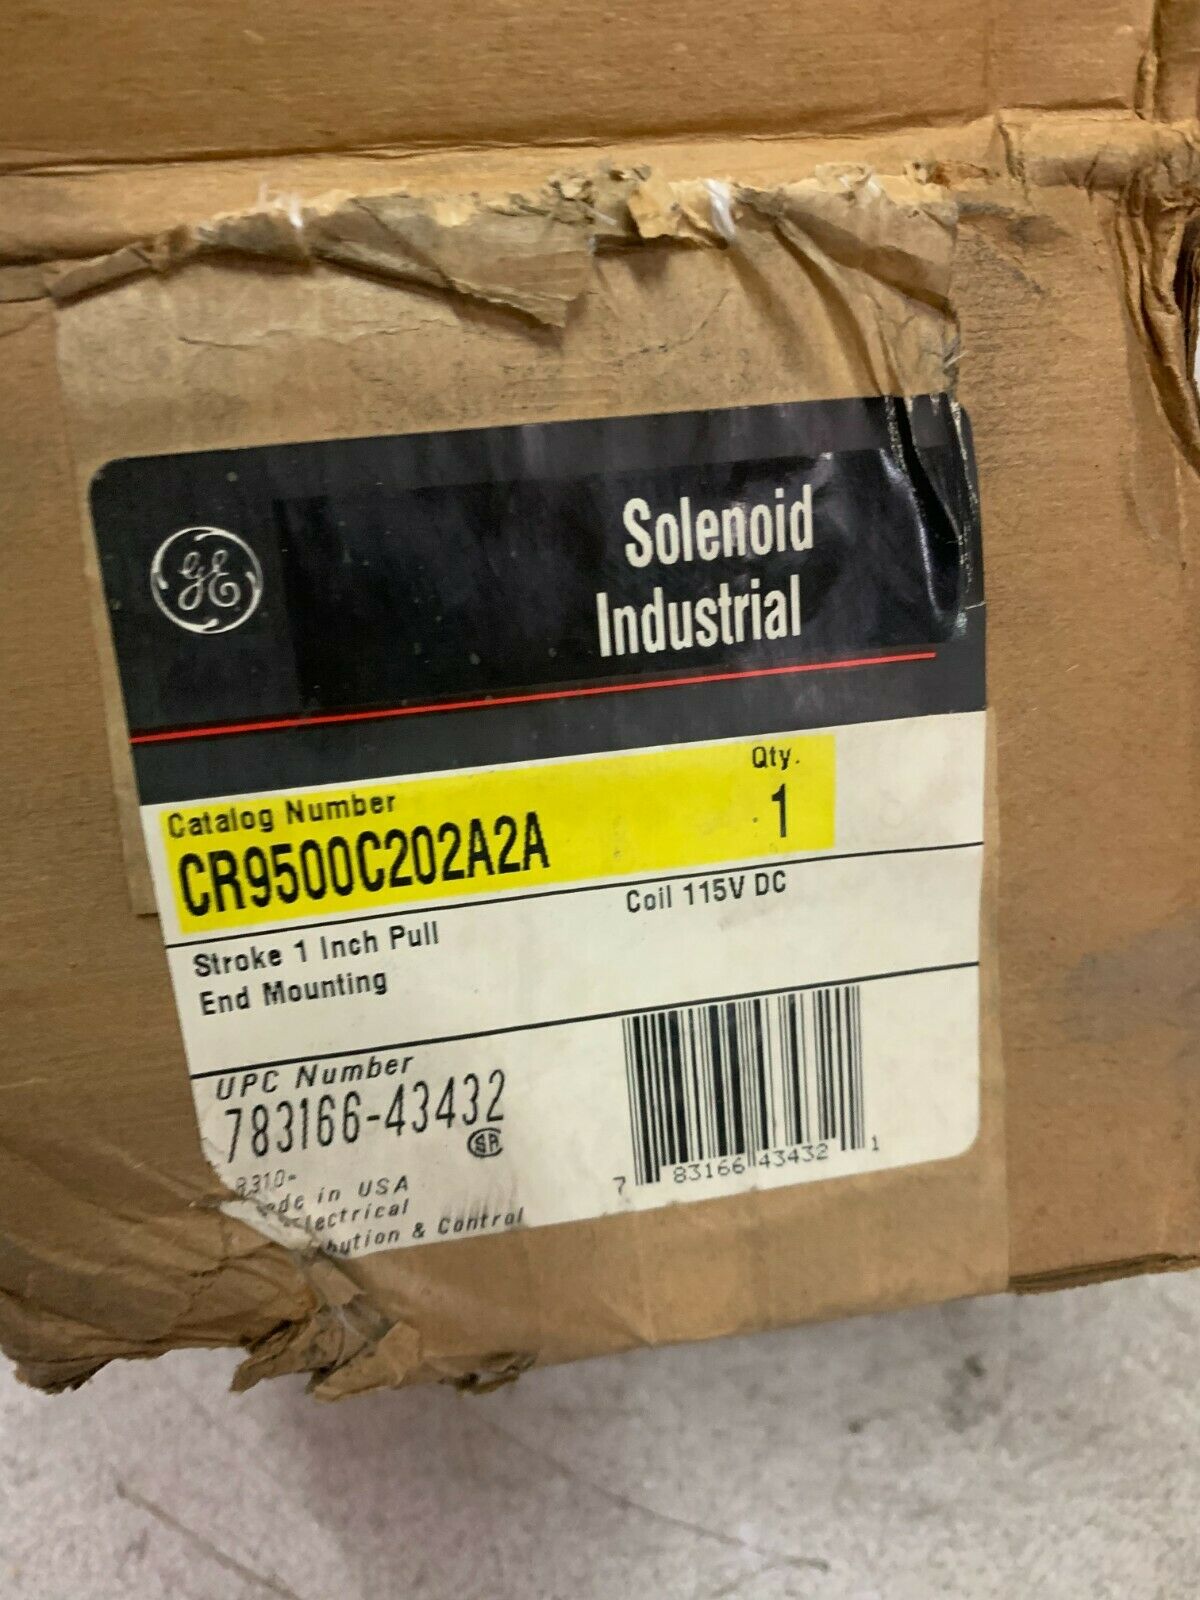 GE
Solenoid
Industrial
Catalog Number
Qty.
CR9500C202A2A
1
Stroke 1 Inch Pull
Coil 115V DC
End Mounting
UPC Number
783166-43432
8310-
in USA
& Control
7 83166 43432 1